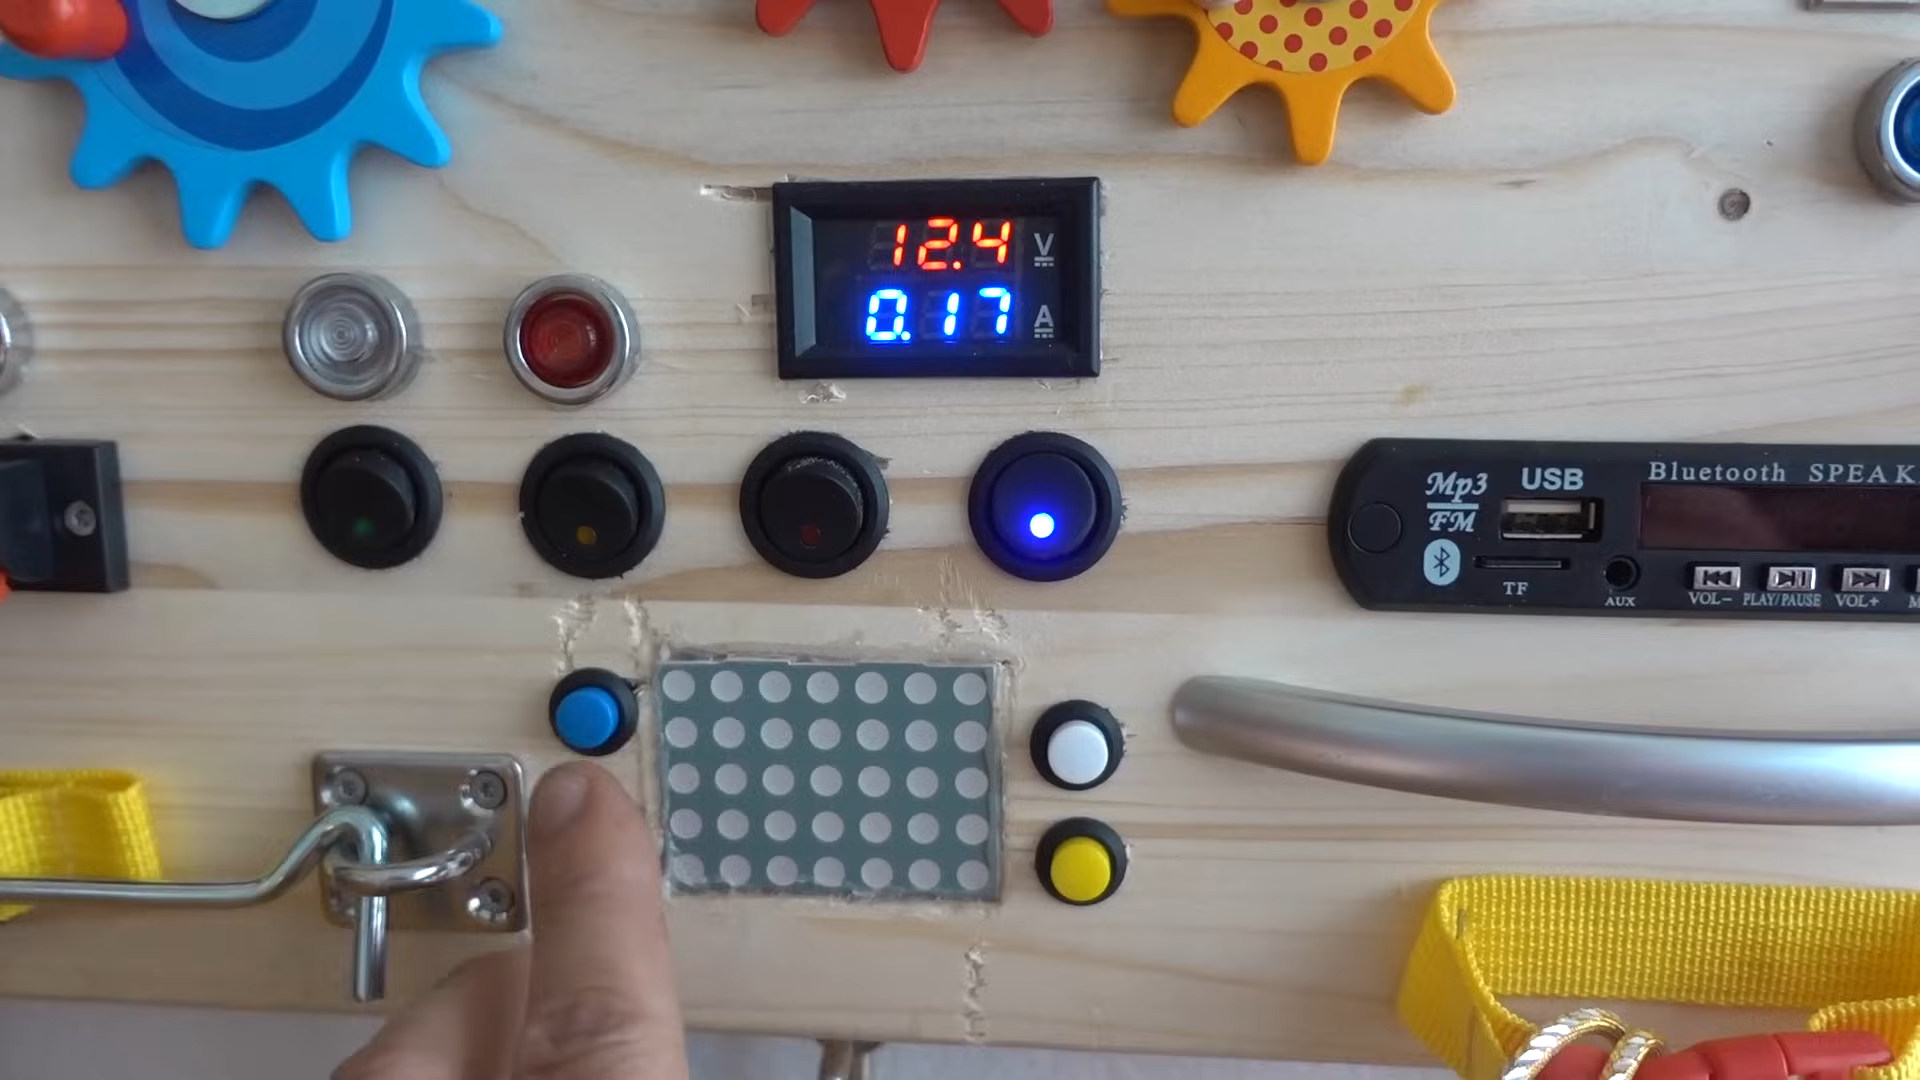 12.4 V
0.17 A
Mp3
FM
USB
Bluetooth SPEAK
TF
AUX
VOL-
PLAY/PAUSE
VOL+
M